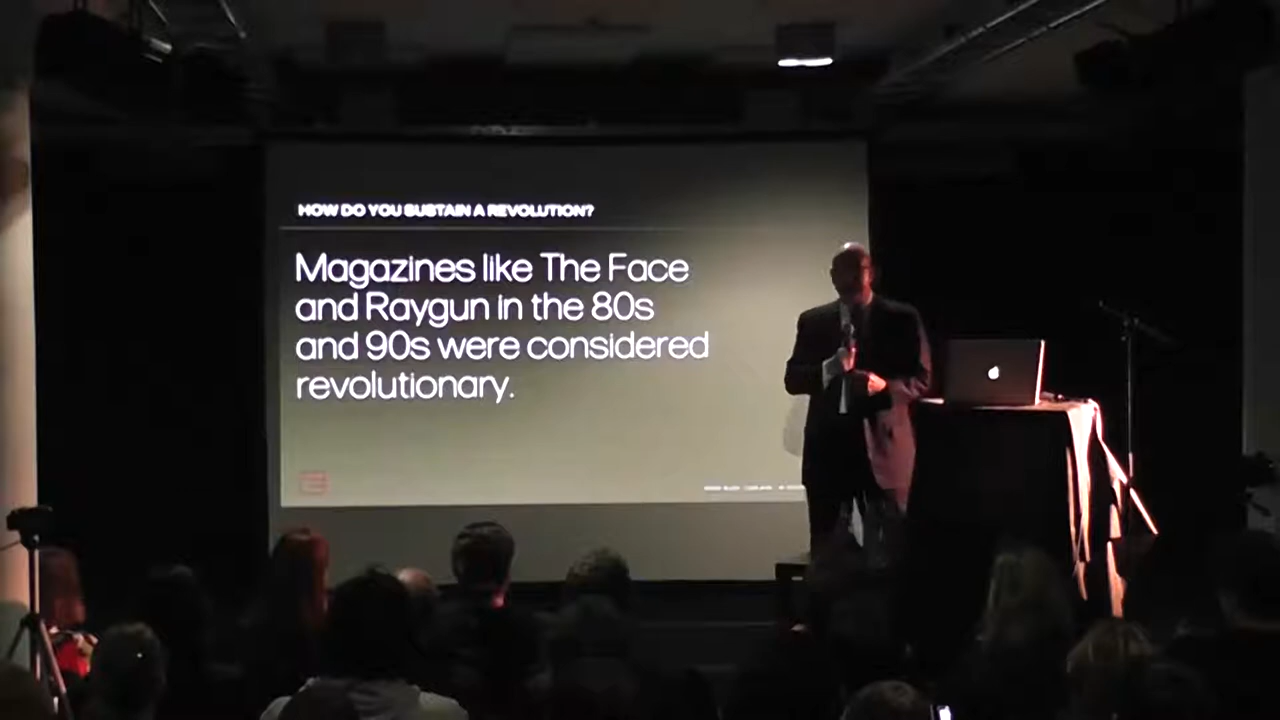 HOW DO YOU SUSTAIN A REVOLUTION?
Magazines like The Face
and Raygun in the 80s
and 90s were considered
revolutionary.